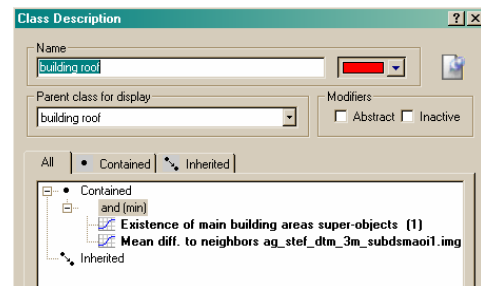 Class Description
Name
building roof
Parent class for display
building roof
Modifiers
Abstract Inactive
All Contained Inherited
Contained
and (min)
Existence of main building areas super-objects (1)
Mean diff. to neighbors ag_stef_dtm_3m_subdsmaoi1.img
Inherited